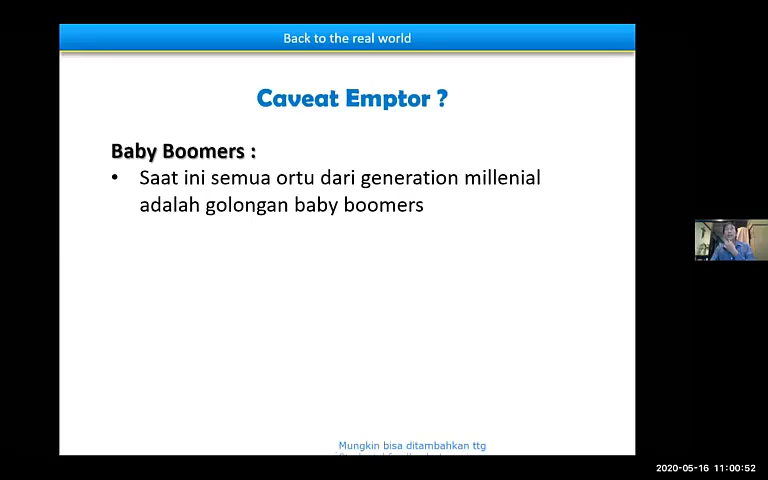 Back to the real world
Caveat Emptor ?
Baby Boomers :
• Saat ini semua ortu dari generation millenial
adalah golongan baby boomers
Mungkin bisa ditambahkan ttg
2020-05-16 11:00:52